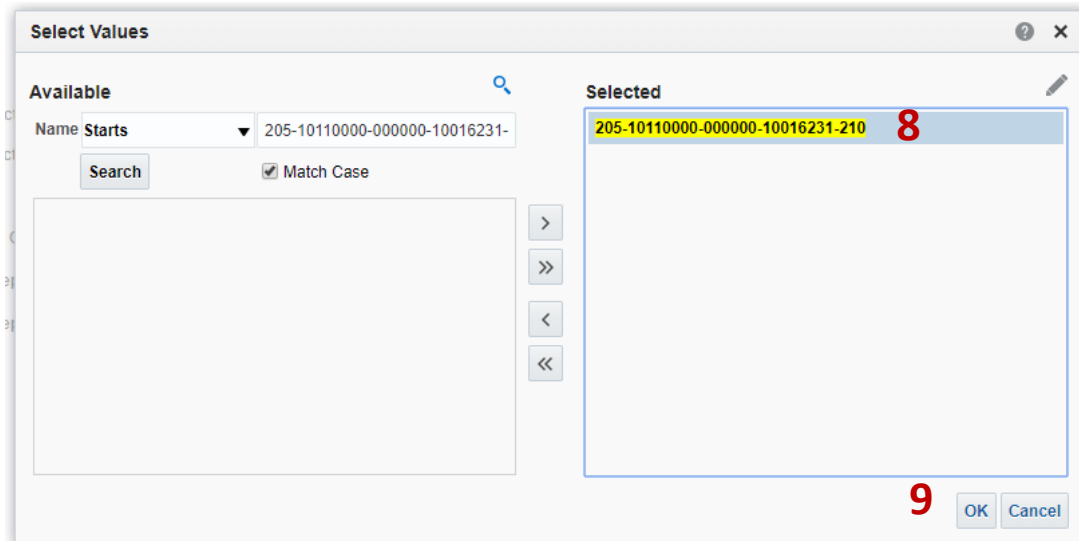 Select Values
Available
Selected
Name Starts 205-10110000-000000-10016231-
205-10110000-000000-10016231-210 8
Search Match Case
9 OK Cancel